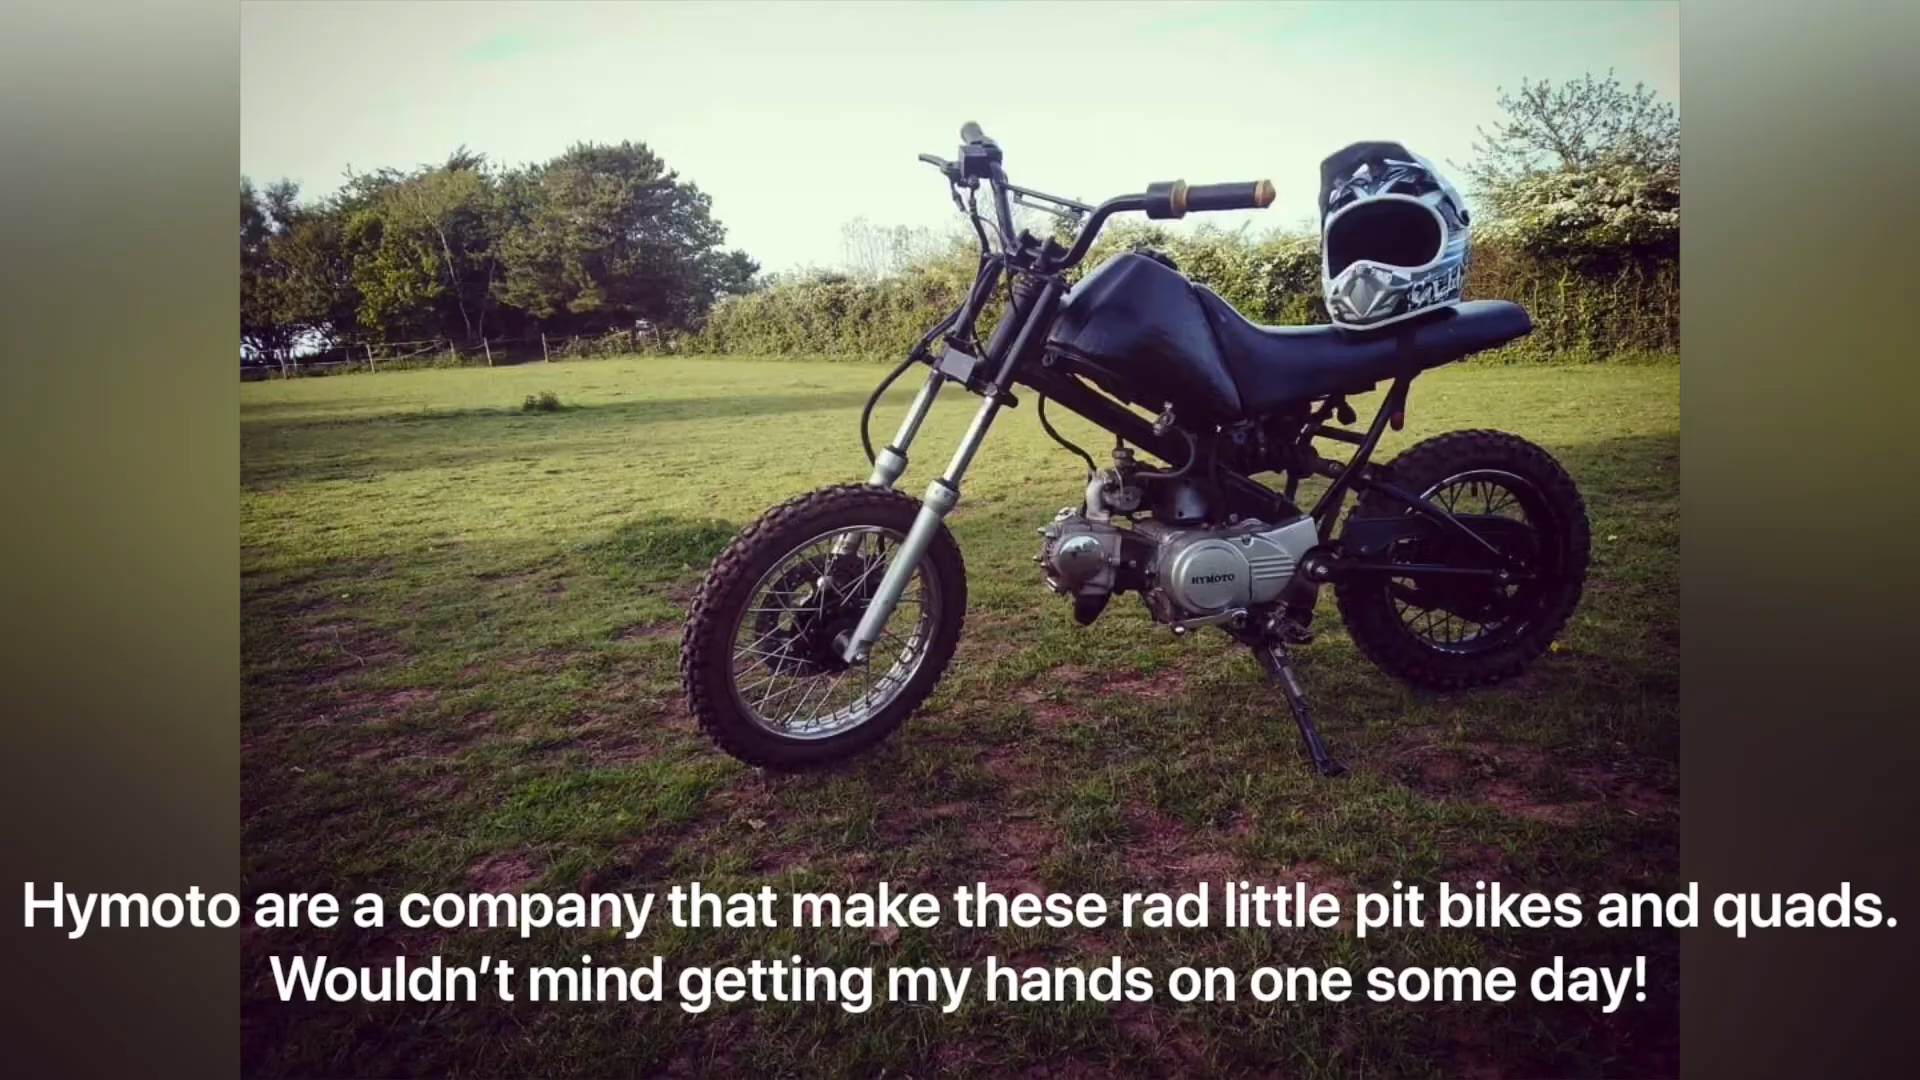 HYMOTO
Hymoto are a company that make these rad little pit bikes and quads.
Wouldn’t mind getting my hands on one some day!